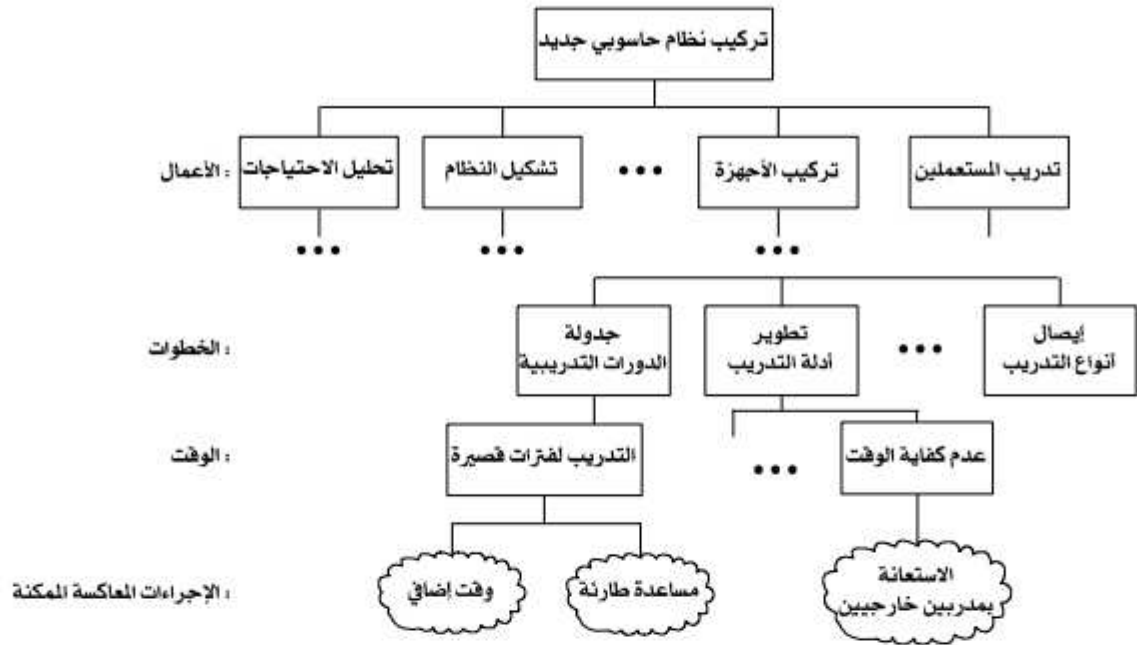 تركيب نظام حاسوبي جديد
تدريب المستعملين
تركيب الأجهزة
•••
تشكيل النظام
تحليل الاحتياجات
الأعمال :
•••
•••
•••
إيصال
أنواع التدريب
•••
تطوير
أدلة التدريب
جدولة
الدورات التدريبية
الخطوات :
عدم كفاية الوقت
•••
التدريب لفترات قصيرة
الوقت :
الاستعانة
بمدربين خارجيين
مساعدة طارئة
وقت إضافي
الإجراءات المعاكسة الممكنة :